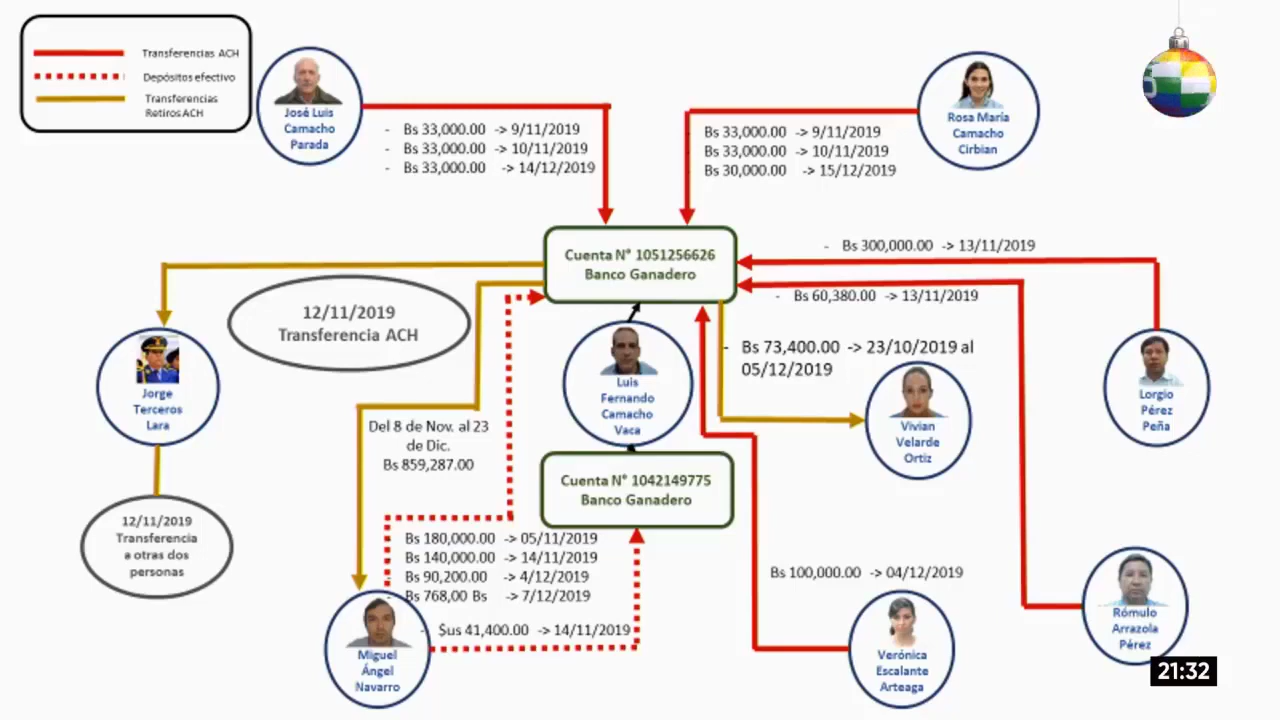 Transferencias ACH
Depósitos efectivo
Transferencias
Retiros ACH
José Luis
Camacho
Parada
- Bs 33,000.00 -> 9/11/2019
- Bs 33,000.00 -> 10/11/2019
- Bs 33,000.00 -> 14/12/2019
Rosa María
Camacho
Cirbian
Bs 33,000.00 -> 9/11/2019
Bs 33,000.00 -> 10/11/2019
Bs 30,000.00 -> 15/12/2019
Cuenta N° 1051256626
Banco Ganadero
- Bs 300,000.00 -> 13/11/2019
- Bs 60,380.00 -> 13/11/2019
12/11/2019
Transferencia ACH
- Bs 73,400.00 -> 23/10/2019 al
05/12/2019
Jorge
Terceros
Lara
Luis
Fernando
Camacho
Vaca
Vivian
Velarde
Ortiz
Lorgio
Pérez
Peña
Del 8 de Nov. al 23
de Dic.
Bs 859,287.00
Cuenta N° 1042149775
Banco Ganadero
12/11/2019
Transferencia
a otras dos
personas
Bs 180,000.00 -> 05/11/2019
Bs 140,000.00 -> 14/11/2019
- Bs 90,200.00 -> 4/12/2019
- Bs 768,00 Bs -> 7/12/2019
- $us 41,400.00 -> 14/11/2019
Bs 100,000.00 -> 04/12/2019
Miguel
Ángel
Navarro
Verónica
Escalante
Arteaga
Rómulo
Arrazola
Pérez
21:32